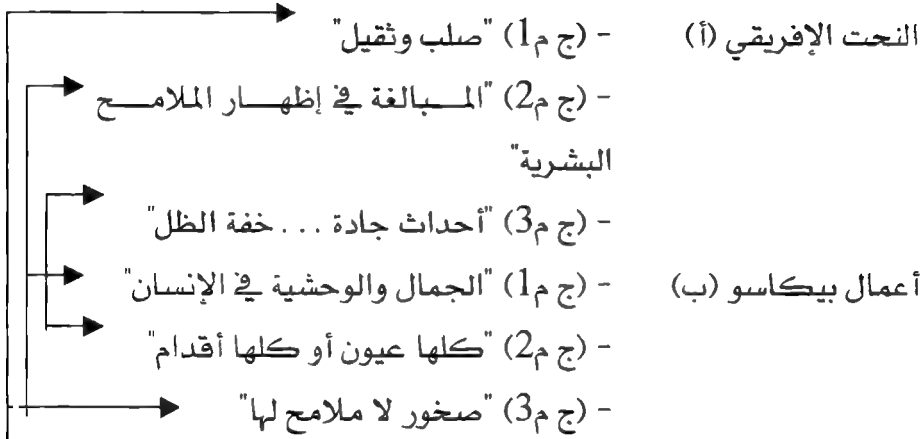 النحت الإفريقي (أ) - (ج م1) "صلب وثقيل"
- (ج م2) "المبالغة في إظهار الملامح
البشرية"
- (ج م3) "أحداث جادة ... خفة الظل"
أعمال بيكاسو (ب) - (ج م1) "الجمال والوحشية في الإنسان"
- (ج م2) "كلها عيون أو كلها أقدام"
- (ج م3) "صخور لا ملامح لها"